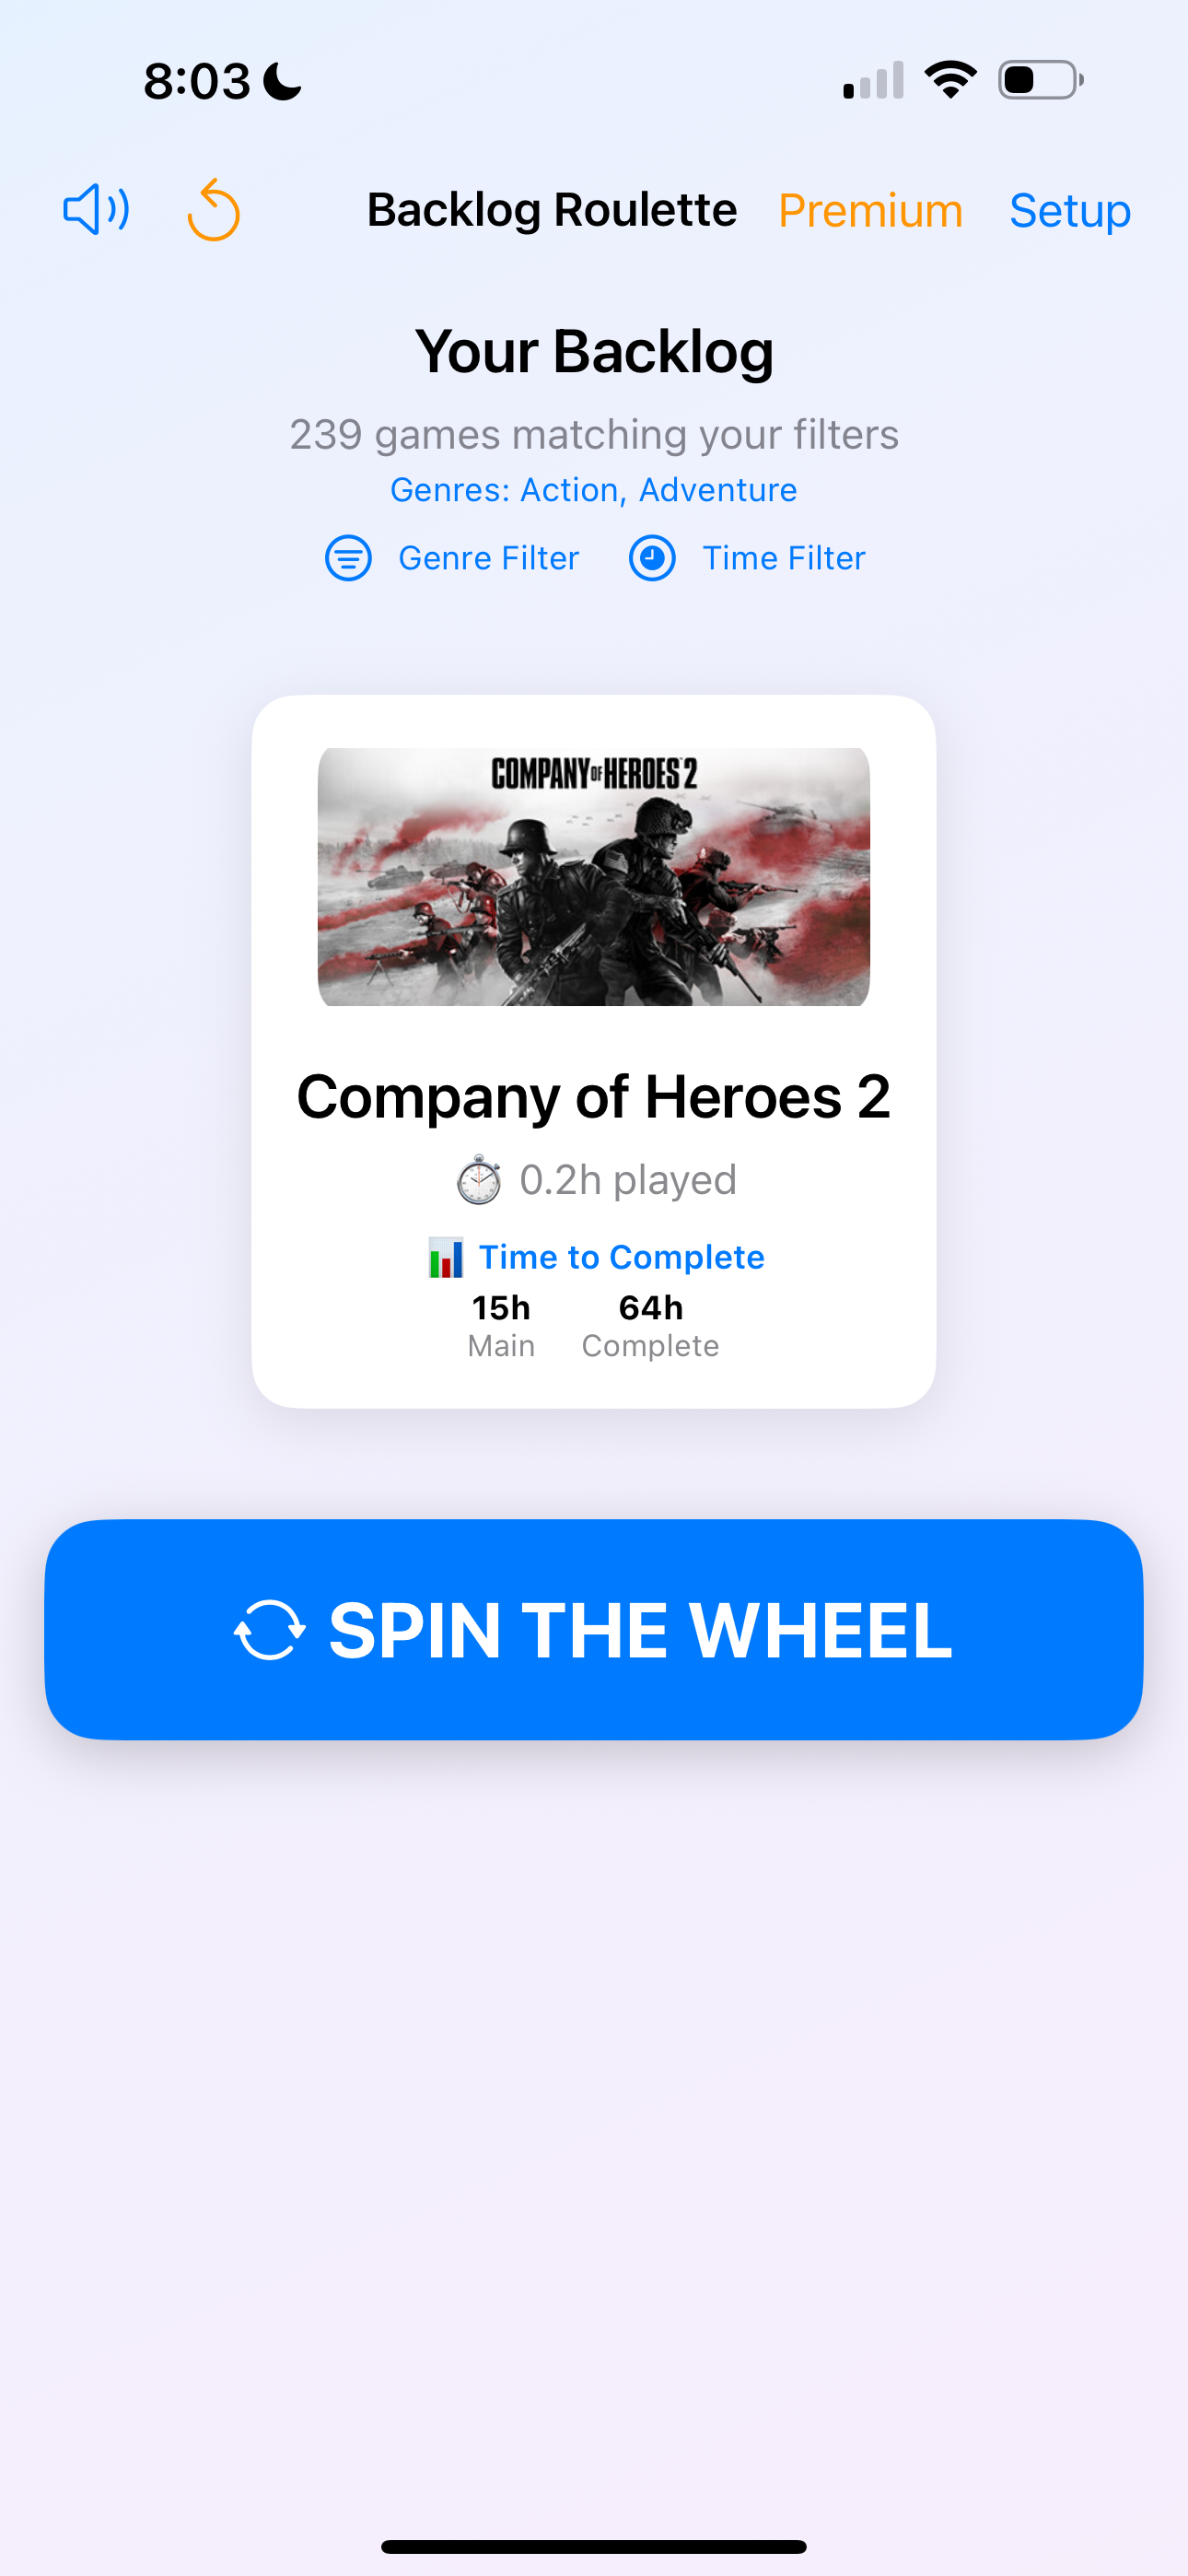 8:03
Backlog Roulette Premium Setup
Your Backlog
239 games matching your filters
Genres: Action, Adventure
Genre Filter Time Filter
COMPANY OF HEROES 2
Company of Heroes 2
0.2h played
Time to Complete
15h 64h
Main Complete
SPIN THE WHEEL